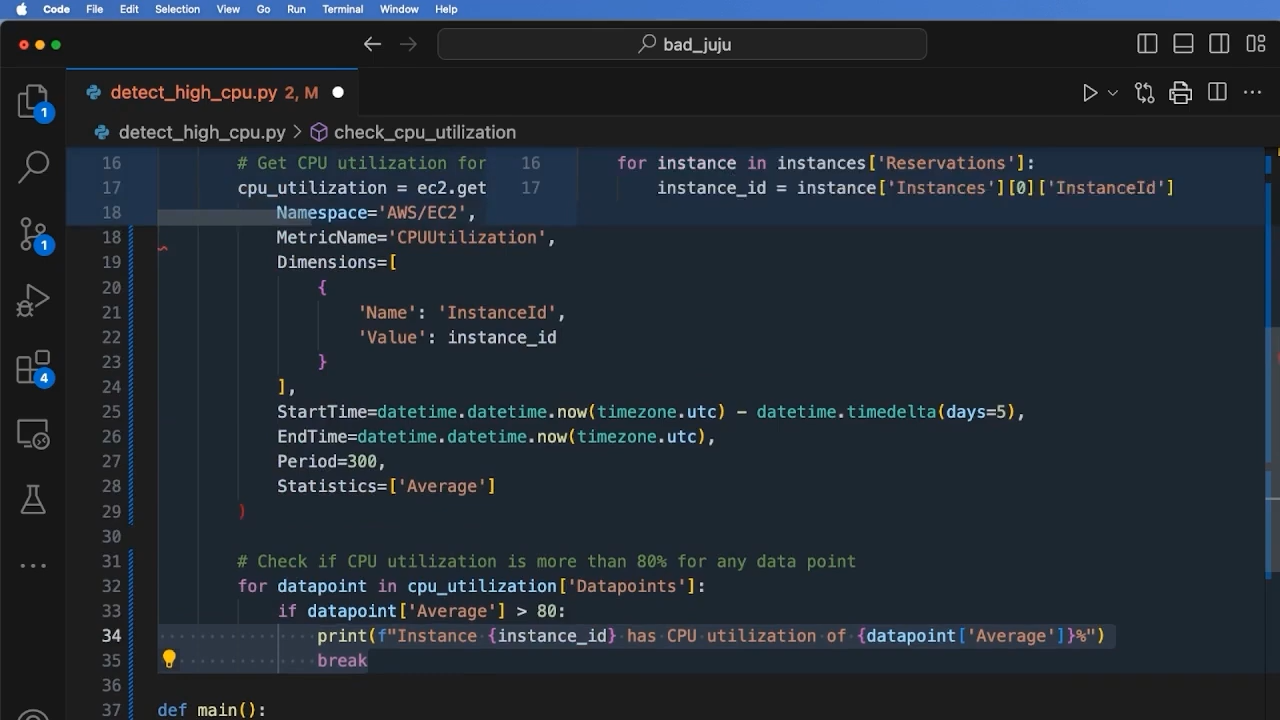 Code File Edit Selection View Go Run Terminal Window Help
bad_juju
detect_high_cpu.py 2, M
detect_high_cpu.py > check_cpu_utilization
1
1
4
16 # Get CPU utilization for
17 cpu_utilization = ec2.get
18 Namespace='AWS/EC2',
16 for instance in instances['Reservations']:
17 instance_id = instance['Instances'][0]['InstanceId']
18 MetricName='CPUUtilization',
19 Dimensions=[
20 {
21 'Name': 'InstanceId',
22 'Value': instance_id
23 }
24 ],
25 StartTime=datetime.datetime.now(timezone.utc) - datetime.timedelta(days=5),
26 EndTime=datetime.datetime.now(timezone.utc),
27 Period=300,
28 Statistics=['Average']
29 )
30
31 # Check if CPU utilization is more than 80% for any data point
32 for datapoint in cpu_utilization['Datapoints']:
33 if datapoint['Average'] > 80:
34 print(f"Instance {instance_id} has CPU utilization of {datapoint['Average']}%")
35 break
36
37 def main():